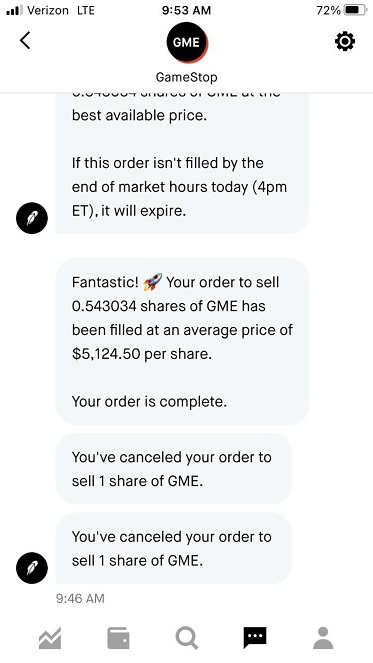 Verizon LTE 9:53 AM 72%
GME
GameStop
0.543034 shares of GME at the
best available price.
If this order isn't filled by the
end of market hours today (4pm
ET), it will expire.
Fantastic! 🚀 Your order to sell
0.543034 shares of GME has
been filled at an average price of
$5,124.50 per share.
Your order is complete.
You've canceled your order to
sell 1 share of GME.
You've canceled your order to
sell 1 share of GME.
9:46 AM